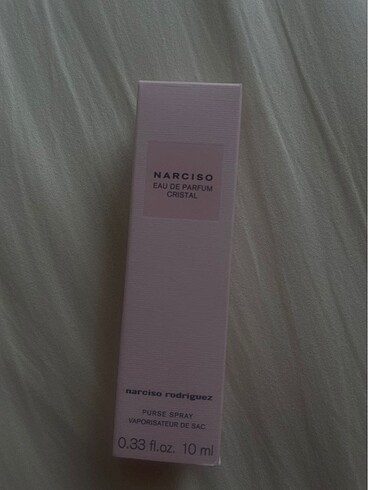 NARCISO
EAU DE PARFUM
CRISTAL
narciso rodriguez
PURSE SPRAY
VAPORISATEUR DE SAC
0.33 fl.oz. 10 ml